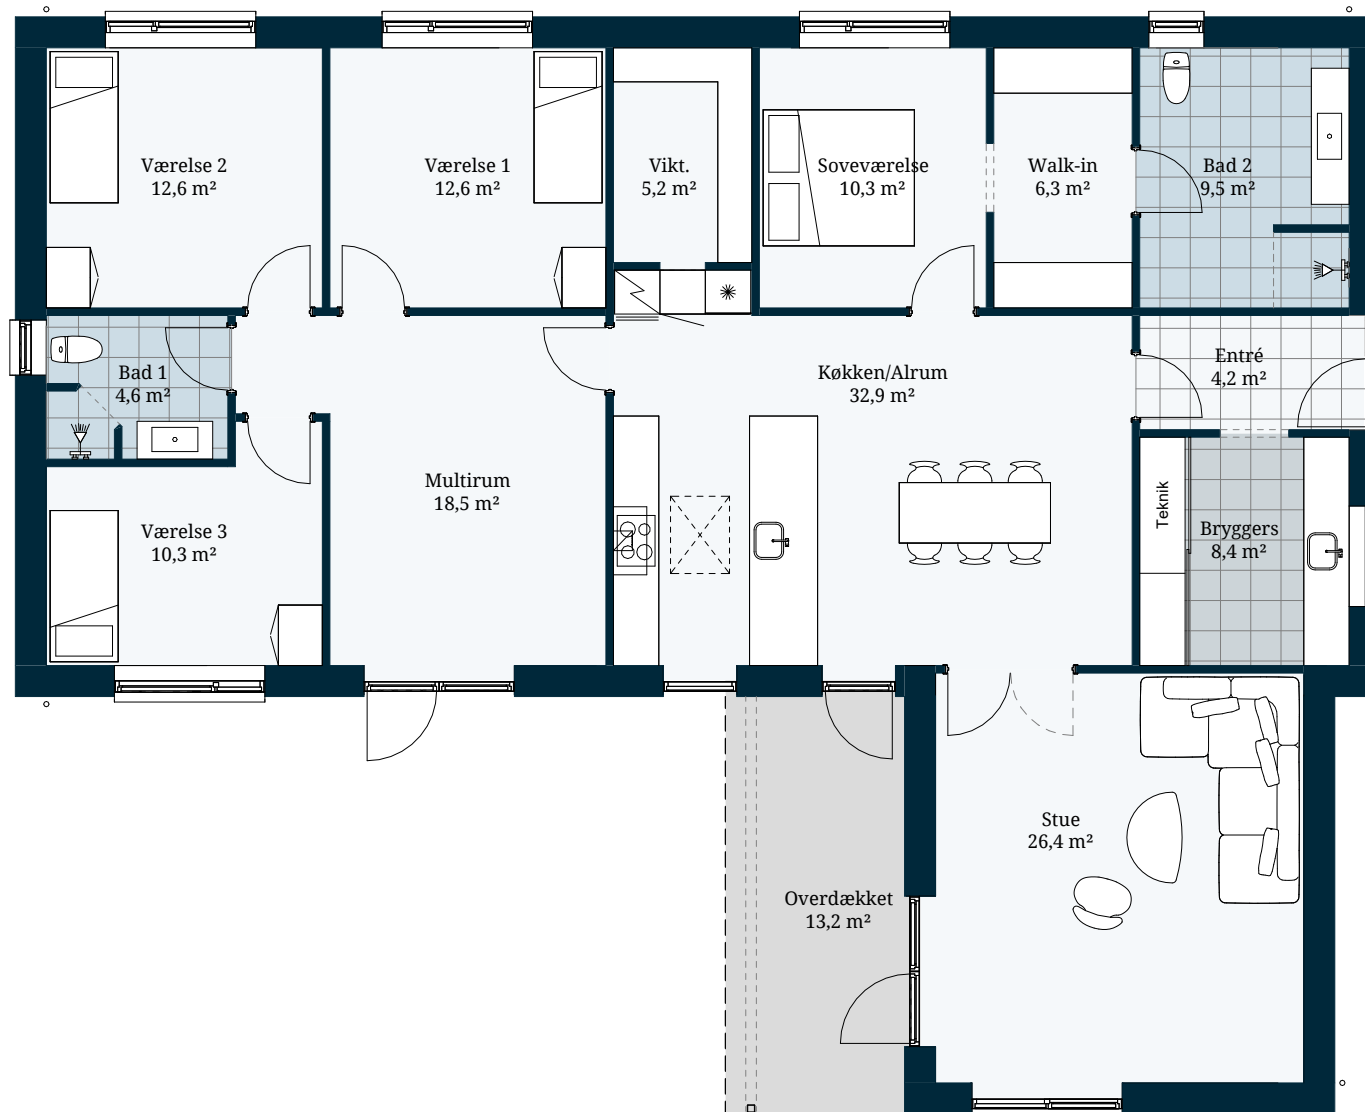 Værelse 2
12,6 m²
Værelse 1
12,6 m²
Vikt.
5,2 m²
Soveværelse
10,3 m²
Walk-in
6,3 m²
Bad 2
9,5 m²
Bad 1
4,6 m²
Køkken/Alrum
32,9 m²
Entré
4,2 m²
Multirum
18,5 m²
Værelse 3
10,3 m²
Teknik
Bryggers
8,4 m²
Stue
26,4 m²
Overdækket
13,2 m²